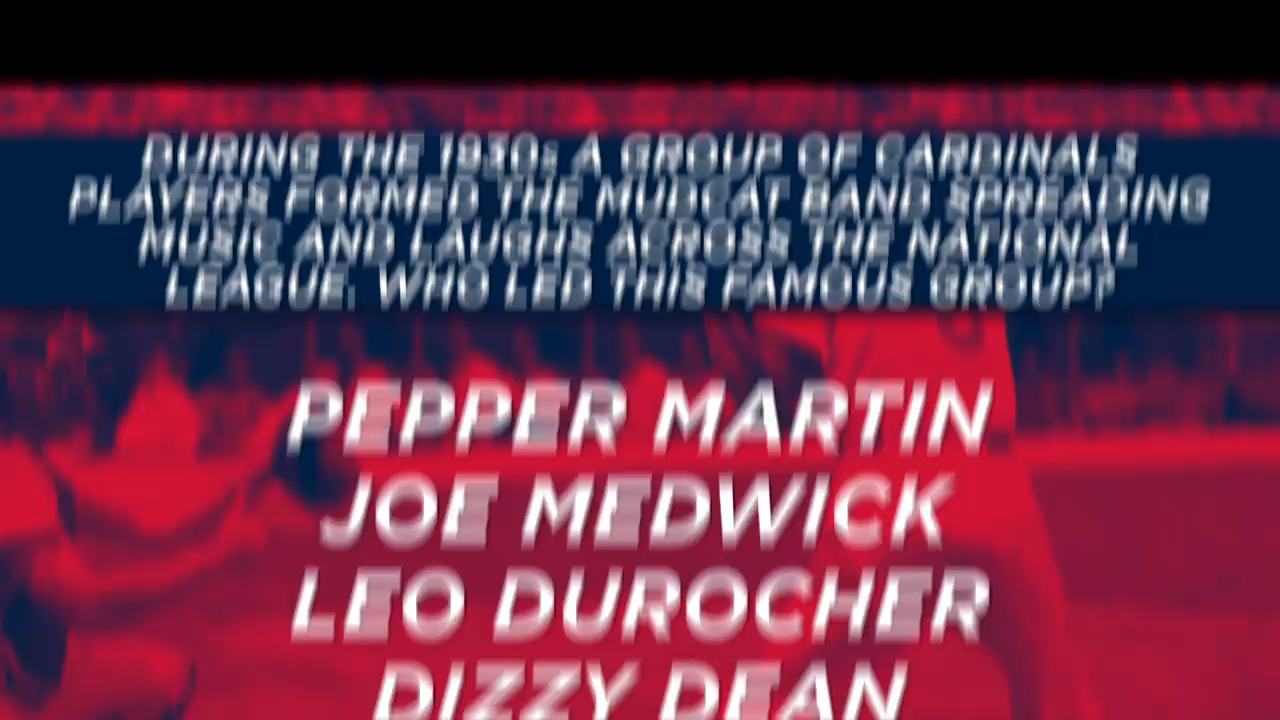 DURING THE 1930s A GROUP OF CARDINALS
PLAYERS FORMED THE MUDCAT BAND SPREADING
MUSIC AND LAUGHS ACROSS THE NATIONAL
LEAGUE. WHO LED THIS FAMOUS GROUP?
PEPPER MARTIN
JOE MEDWICK
LEO DUROCHER
DIZZY DEAN